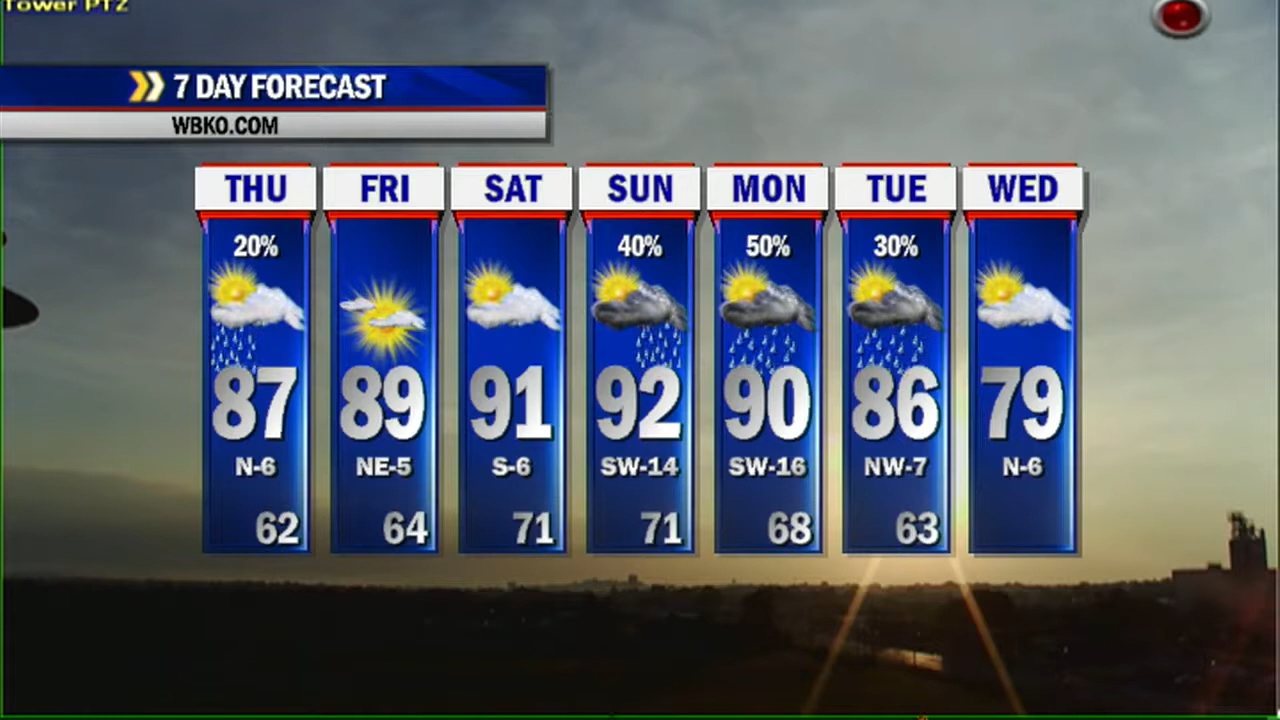 Tower PTZ
7 DAY FORECAST
WBKO.COM
THU FRI SAT SUN MON TUE WED
20% 40% 50% 30%
87 89 91 92 90 86 79
N-6 NE-5 S-6 SW-14 SW-16 NW-7 N-6
62 64 71 71 68 63